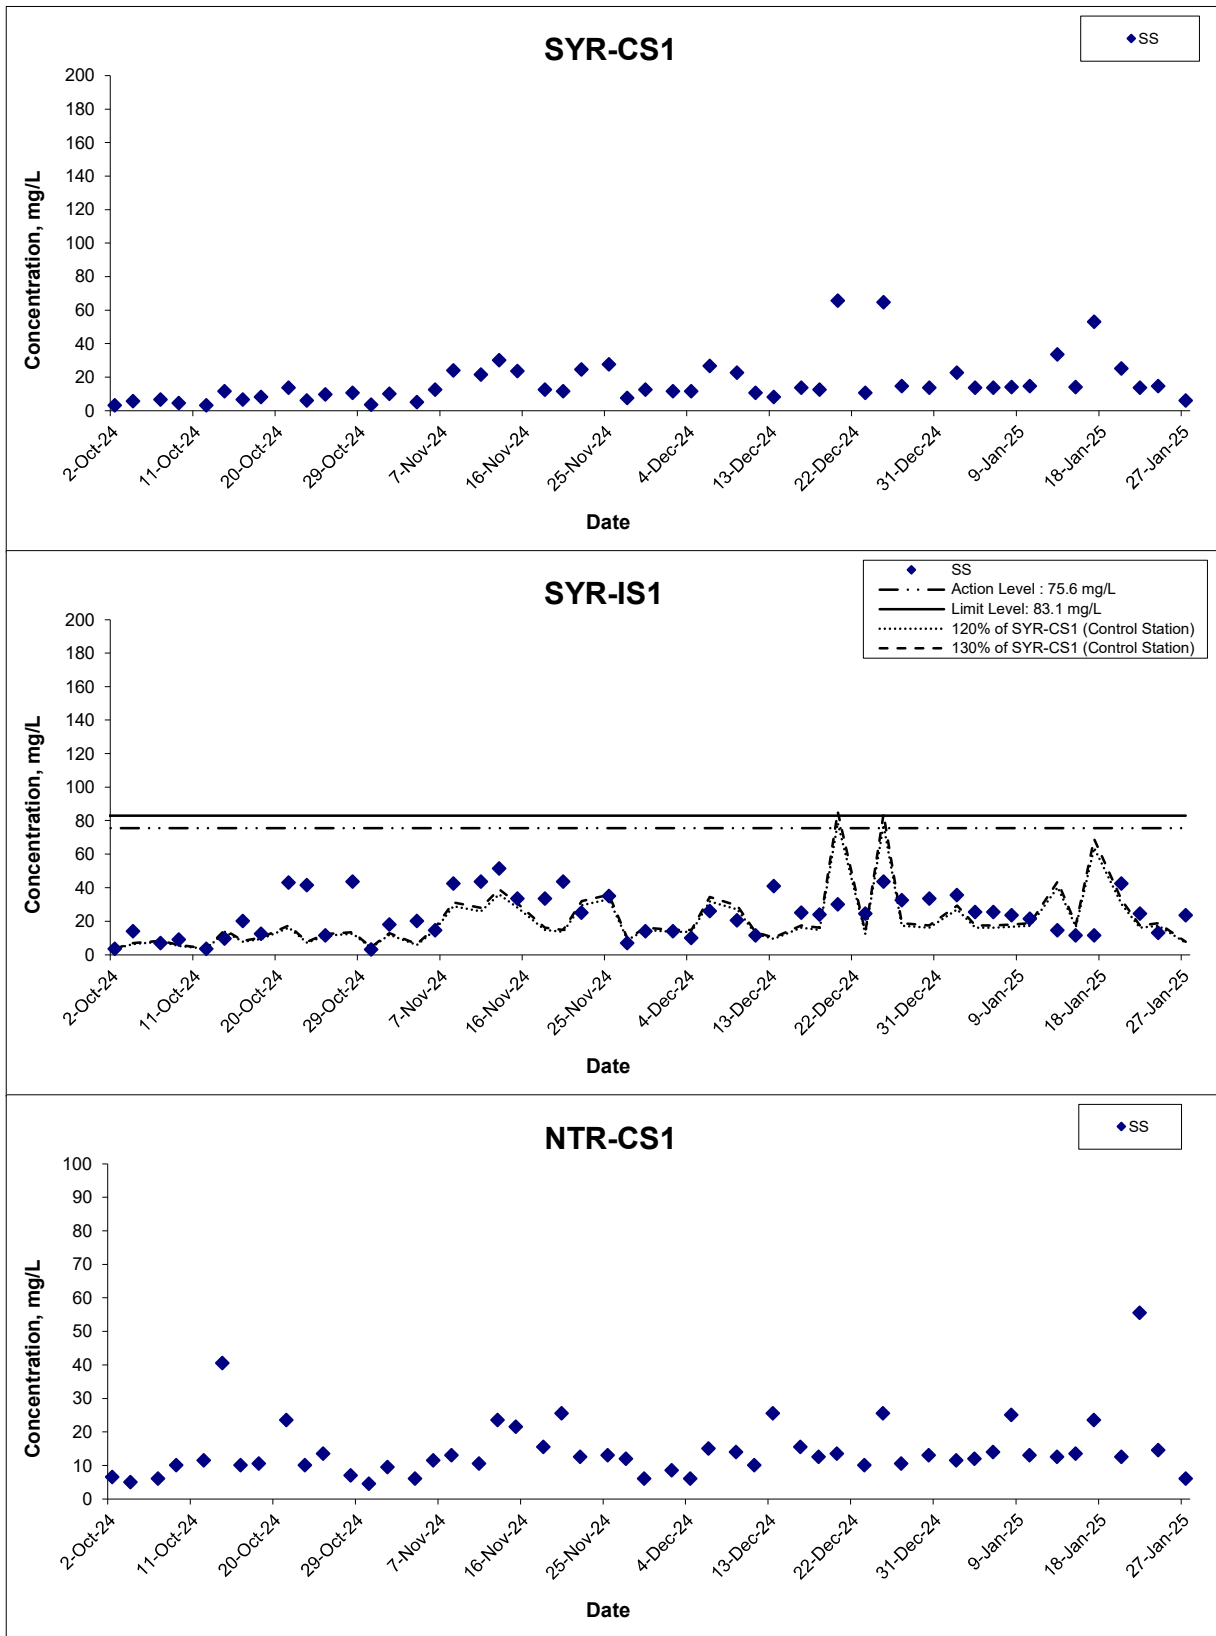 SYR-CS1
SS
200
180
160
140
120
100
80
60
40
20
0
Concentration, mg/L
2-Oct-24
11-Oct-24
20-Oct-24
29-Oct-24
7-Nov-24
16-Nov-24
25-Nov-24
4-Dec-24
13-Dec-24
22-Dec-24
31-Dec-24
9-Jan-25
18-Jan-25
27-Jan-25
Date
SYR-IS1
SS
Action Level : 75.6 mg/L
Limit Level: 83.1 mg/L
120% of SYR-CS1 (Control Station)
130% of SYR-CS1 (Control Station)
200
180
160
140
120
100
80
60
40
20
0
Concentration, mg/L
2-Oct-24
11-Oct-24
20-Oct-24
29-Oct-24
7-Nov-24
16-Nov-24
25-Nov-24
4-Dec-24
13-Dec-24
22-Dec-24
31-Dec-24
9-Jan-25
18-Jan-25
27-Jan-25
Date
NTR-CS1
SS
100
90
80
70
60
50
40
30
20
10
0
Concentration, mg/L
2-Oct-24
11-Oct-24
20-Oct-24
29-Oct-24
7-Nov-24
16-Nov-24
25-Nov-24
4-Dec-24
13-Dec-24
22-Dec-24
31-Dec-24
9-Jan-25
18-Jan-25
27-Jan-25
Date